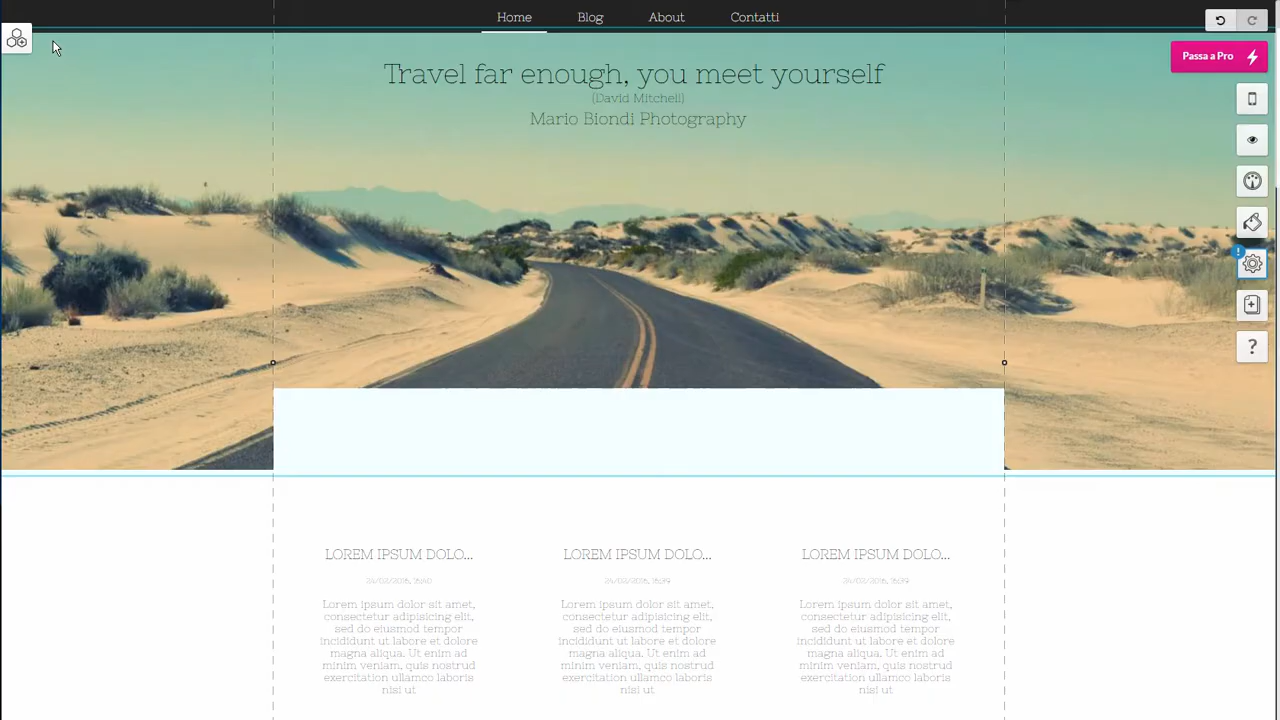 Home Blog About Contatti
Passa a Pro
Travel far enough, you meet yourself
(David Mitchell)
Mario Biondi Photography
!
?
LOREM IPSUM DOLO... LOREM IPSUM DOLO... LOREM IPSUM DOLO...
Lorem ipsum dolor sit amet,
consectetur adipisicing elit,
sed do eiusmod tempor
incididunt ut labore et dolore
magna aliqua. Ut enim ad
minim veniam, quis nostrud
exercitation ullamco laboris
nisi ut
Lorem ipsum dolor sit amet,
consectetur adipisicing elit,
sed do eiusmod tempor
incididunt ut labore et dolore
magna aliqua. Ut enim ad
minim veniam, quis nostrud
exercitation ullamco laboris
nisi ut
Lorem ipsum dolor sit amet,
consectetur adipisicing elit,
sed do eiusmod tempor
incididunt ut labore et dolore
magna aliqua. Ut enim ad
minim veniam, quis nostrud
exercitation ullamco laboris
nisi ut